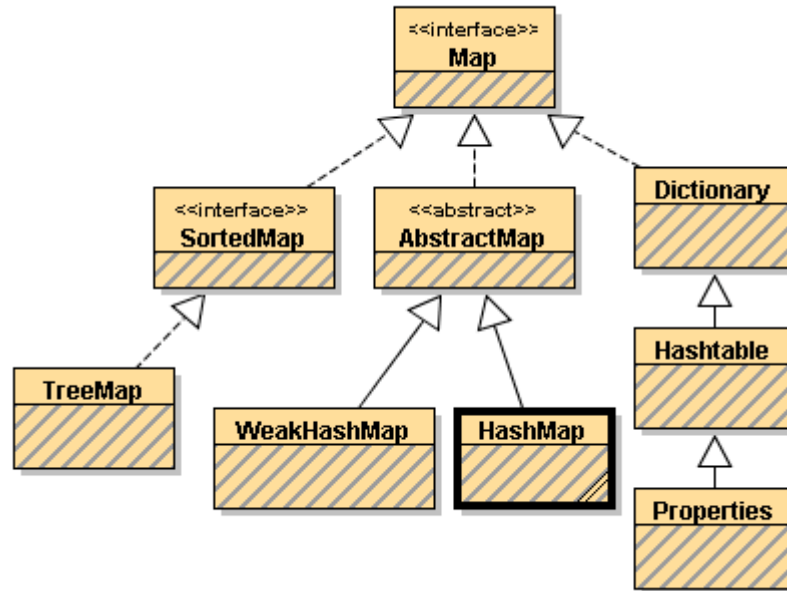 <<interface>>
Map
<<interface>>
SortedMap
<<abstract>>
AbstractMap
Dictionary
Hashtable
TreeMap
WeakHashMap
HashMap
Properties